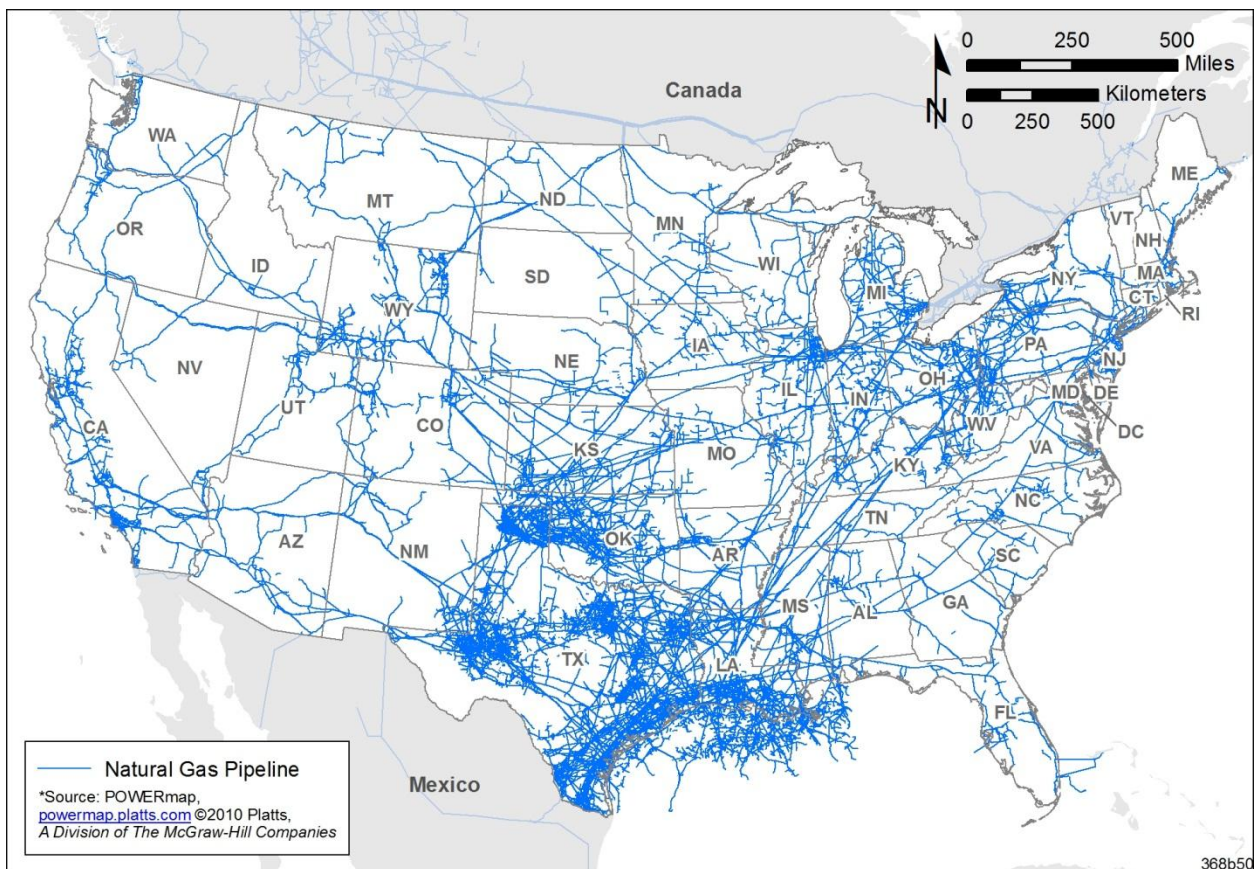 0 250 500
Miles
Kilometers
0 250 500
N
Canada
WA
ME
MT
ND
VT
OR
MN
NH
ID
SD
WI
NY
MA
MI
CT
WY
RI
IA
PA
NE
NV
OH
NJ
IL
IN
MD
DE
UT
CO
WV
CA
DC
KS
MO
VA
KY
NC
TN
OK
AZ
NM
AR
SC
MS
AL
GA
TX
LA
FL
Mexico
Natural Gas Pipeline
*Source: POWERmap,
powermap.platts.com ©2010 Platts,
A Division of The McGraw-Hill Companies
368b50